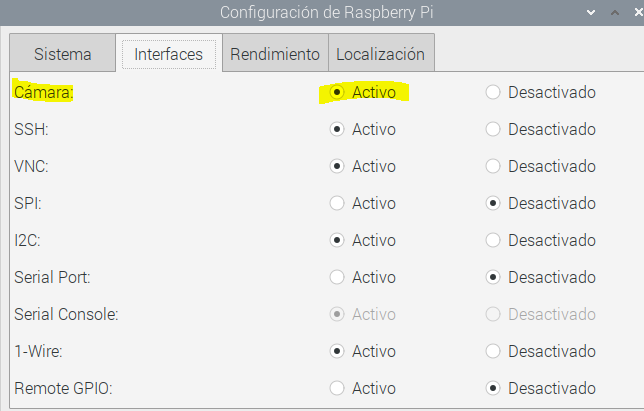 Configuración de Raspberry Pi
Sistema Interfaces Rendimiento Localización
Cámara: Activo Desactivado
SSH: Activo Desactivado
VNC: Activo Desactivado
SPI: Activo Desactivado
I2C: Activo Desactivado
Serial Port: Activo Desactivado
Serial Console: Activo Desactivado
1-Wire: Activo Desactivado
Remote GPIO: Activo Desactivado